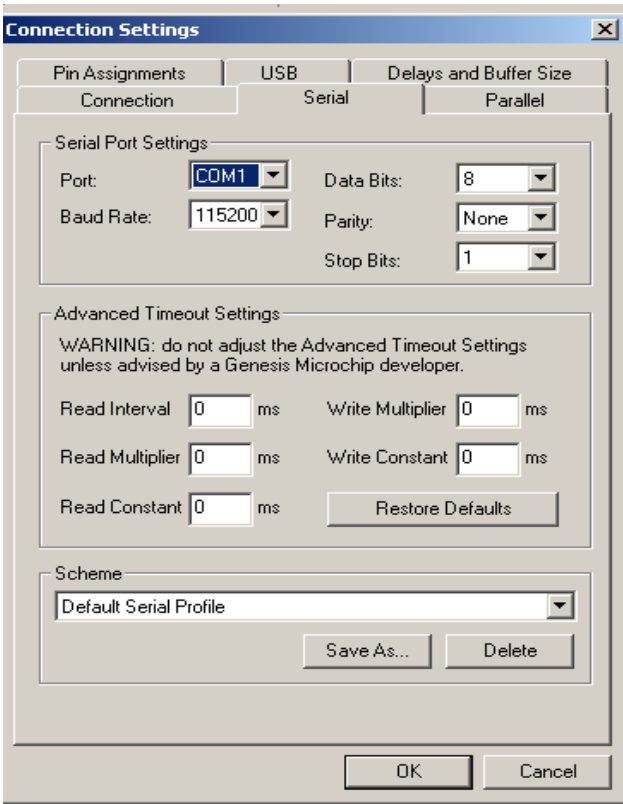 Connection Settings
Pin Assignments USB Delays and Buffer Size
Connection Serial Parallel
Serial Port Settings
Port: COM1 Data Bits: 8
Baud Rate: 115200 Parity: None
Stop Bits: 1
Advanced Timeout Settings
WARNING: do not adjust the Advanced Timeout Settings
unless advised by a Genesis Microchip developer.
Read Interval 0 ms Write Multiplier 0 ms
Read Multiplier 0 ms Write Constant 0 ms
Read Constant 0 ms Restore Defaults
Scheme
Default Serial Profile
Save As... Delete
OK Cancel